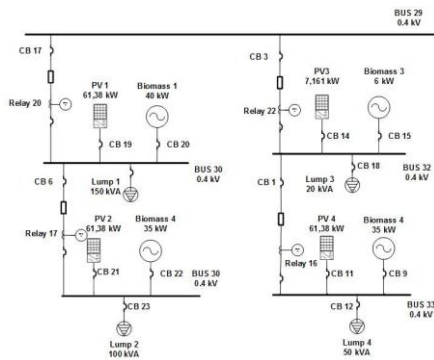 BUS 29
0.4 kV
CB 17
CB 3
PV 1
61,38 kWA
Biomass 1
40 kW
PV3
7,161 kWA
Biomass 3
6 kW
Relay 20
Relay 22
CB 19
CB 20
CB 14
CB 15
BUS 30
0.4 kV
BUS 32
0.4 kV
CB 6
Lump 1
150 kVA
CB 1
Lump 3
20 kVA
CB 18
PV 2
61,38 kWA
Biomass 4
35 kW
PV 4
61,38 kWA
Biomass 4
35 kW
Relay 17
Relay 16
CB 21
CB 22
CB 11
CB 9
BUS 30
0.4 kV
BUS 33
0.4 kV
CB 23
CB 12
Lump 2
100 kVA
Lump 4
50 kVA